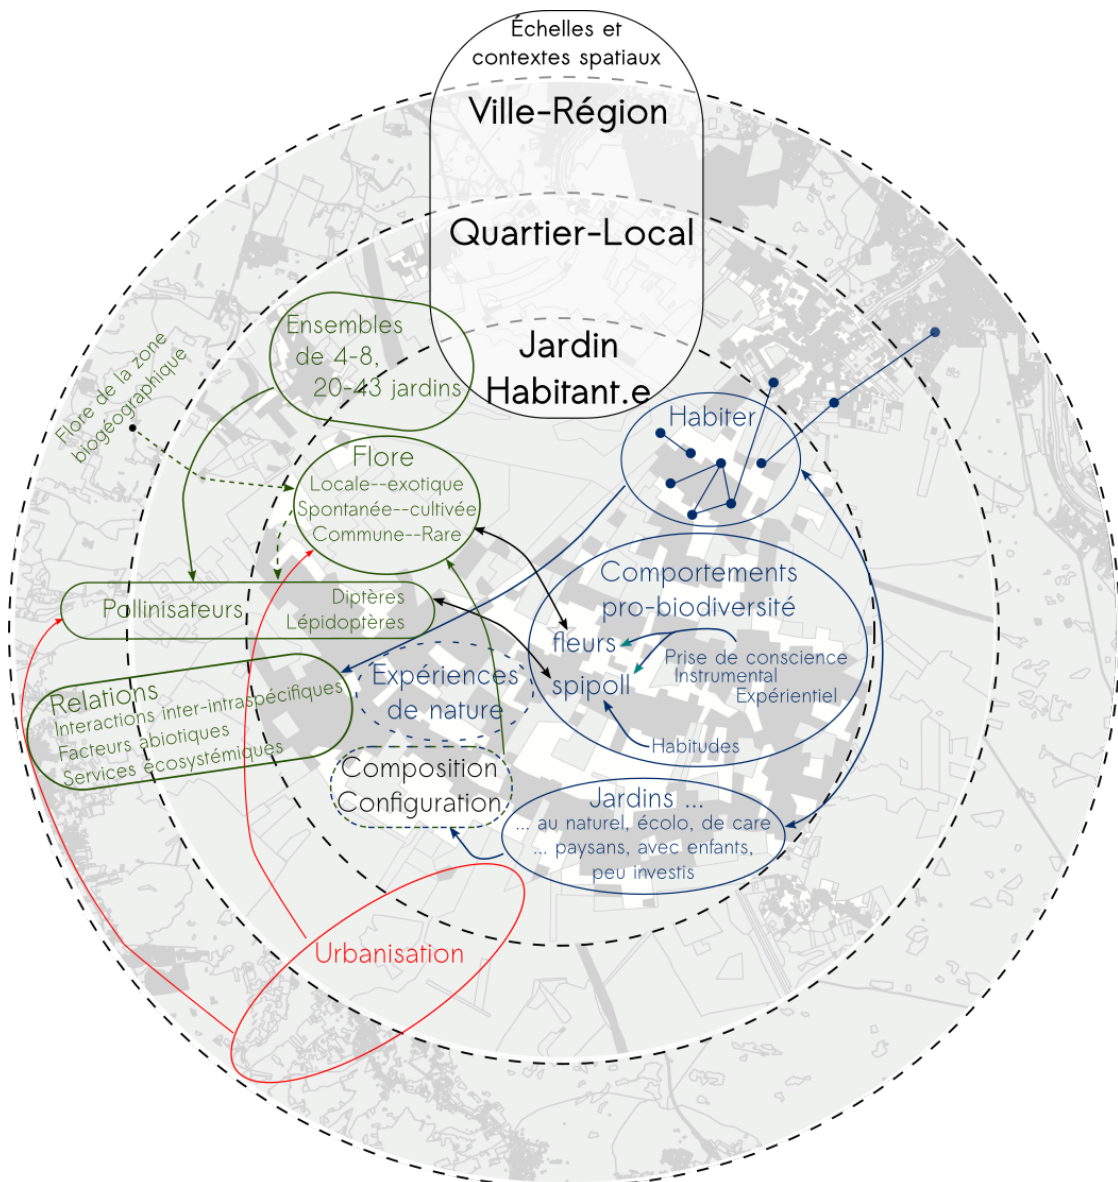 Échelles et
contextes spatiaux
Ville-Région
Quartier-Local
Jardin
Habitant.e
Ensembles
de 4-8,
20-43 jardins
Flore de la zone
biogéographique
Flore
Locale--exotique
Spontanée--cultivée
Commune--Rare
Habiter
Pollinisateurs
Diptères
Lépidoptères
Comportements
pro-biodiversité
fleurs
spipoll
Prise de conscience
Instrumental
Expérientiel
Habitudes
Relations
Interactions inter-intraspécifiques
Facteurs abiotiques
Services écosystémiques
Expériences
de nature
Composition
Configuration
Jardins ...
... au naturel, écolo, de care
... paysans, avec enfants,
peu investis
Urbanisation